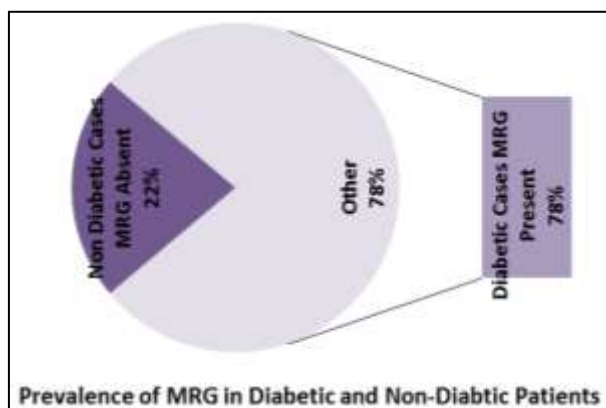 Non Diabetic Cases
MRG Absent
22%
Other
78%
Diabetic Cases MRG
Present
78%
Prevalence of MRG in Diabetic and Non-Diabtic Patients